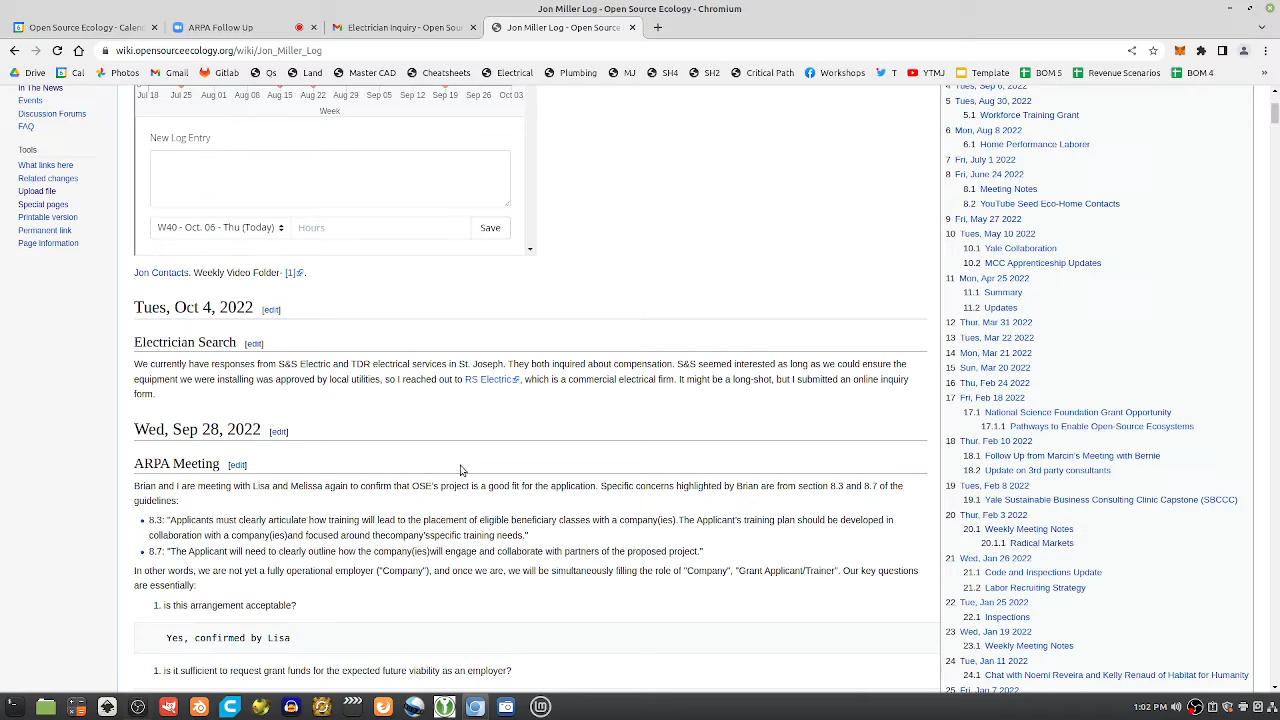 Jon Miller Log - Open Source Ecology - Chromium
Open Source Ecology - Calen
ARPA Follow Up
Electrician Inquiry - Open Sour
Jon Miller Log - Open Source
wiki.opensourceecology.org/wiki/Jon_Miller_Log
Drive Cal Photos Gmail Gitlab Qs Land Master CAD Cheatsheets Electrical Plumbing NJ SH4 Critical Path Workshops T YTMJ Template BOM 5 Revenue Scenarios BOM 4 »
In The News
Events
Discussion Forums
FAQ
Tools
What links here
Related changes
Upload file
Special pages
Printable version
Permanent link
Page information
Jul 18 Jul 25 Aug 01 Aug 08 Aug 15 Aug 22 Aug 29 Sep 05 Sep 12 Sep 19 Sep 26 Oct 03
Week
New Log Entry
W40 - Oct. 06 - Thu (Today) Hours Save
Jon Contacts. Weekly Video Folder- [1].
Tues, Oct 4, 2022 [edit]
Electrician Search [edit]
We currently have responses from S&S Electric and TDR electrical services in St. Joseph. They both inquired about compensation. S&S seemed interested as long as we could ensure the
equipment we were installing was approved by local utilities, so I reached out to RS Electric, which is a commercial electrical firm. It might be a long-shot, but I submitted an online inquiry
form.
Wed, Sep 28, 2022 [edit]
ARPA Meeting [edit]
Brian and I are meeting with Lisa and Melissa again to confirm that OSE's project is a good fit for the application. Specific concerns highlighted by Brian are from section 8.3 and 8.7 of the
guidelines:
8.3: "Applicants must clearly articulate how training will lead to the placement of eligible beneficiary classes with a company(ies).The Applicant's training plan should be developed in
collaboration with a company(ies)and focused around thecompany'sspecific training needs."
8.7: "The Applicant will need to clearly outline how the company(ies)will engage and collaborate with partners of the proposed project."
In other words, we are not yet a fully operational employer ("Company"), and once we are, we will be simultaneously filling the role of "Company", "Grant Applicant/Trainer". Our key questions
are essentially:
1. is this arrangement acceptable?
Yes, confirmed by Lisa
1. is it sufficient to request grant funds for the expected future viability as an employer?
4 Tues, Sep 6, 2022
5 Tues, Aug 30, 2022
5.1 Workforce Training Grant
6 Mon, Aug 8 2022
6.1 Home Performance Laborer
7 Fri, July 1 2022
8 Fri, June 24 2022
8.1 Meeting Notes
8.2 YouTube Seed Eco-Home Contacts
9 Fri, May 27 2022
10 Tues, May 10 2022
10.1 Yale Collaboration
10.2 MCC Apprenticeship Updates
11 Mon, Apr 25 2022
11.1 Summary
11.2 Updates
12 Thur, Mar 31 2022
13 Tues, Mar 22 2022
14 Mon, Mar 21 2022
15 Sun, Mar 20 2022
16 Thu, Feb 24 2022
17 Fri, Feb 18 2022
17.1 National Science Foundation Grant Opportunity
17.1.1 Pathways to Enable Open-Source Ecosystems
18 Thur, Feb 10 2022
18.1 Follow Up from Marcin's Meeting with Bernie
18.2 Update on 3rd party consultants
19 Tues, Feb 8 2022
19.1 Yale Sustainable Business Consulting Clinic Capstone (SBCCC)
20 Thur, Feb 3 2022
20.1 Weekly Meeting Notes
20.1.1 Radical Markets
21 Wed, Jan 26 2022
21.1 Code and Inspections Update
21.2 Labor Recruiting Strategy
22 Tue, Jan 25 2022
22.1 Inspections
23 Wed, Jan 19 2022
23.1 Weekly Meeting Notes
24 Tue, Jan 11 2022
24.1 Chat with Noemi Reveira and Kelly Renaud of Habitat for Humanity
25 Fri, Jan 7 2022
1:02 PM